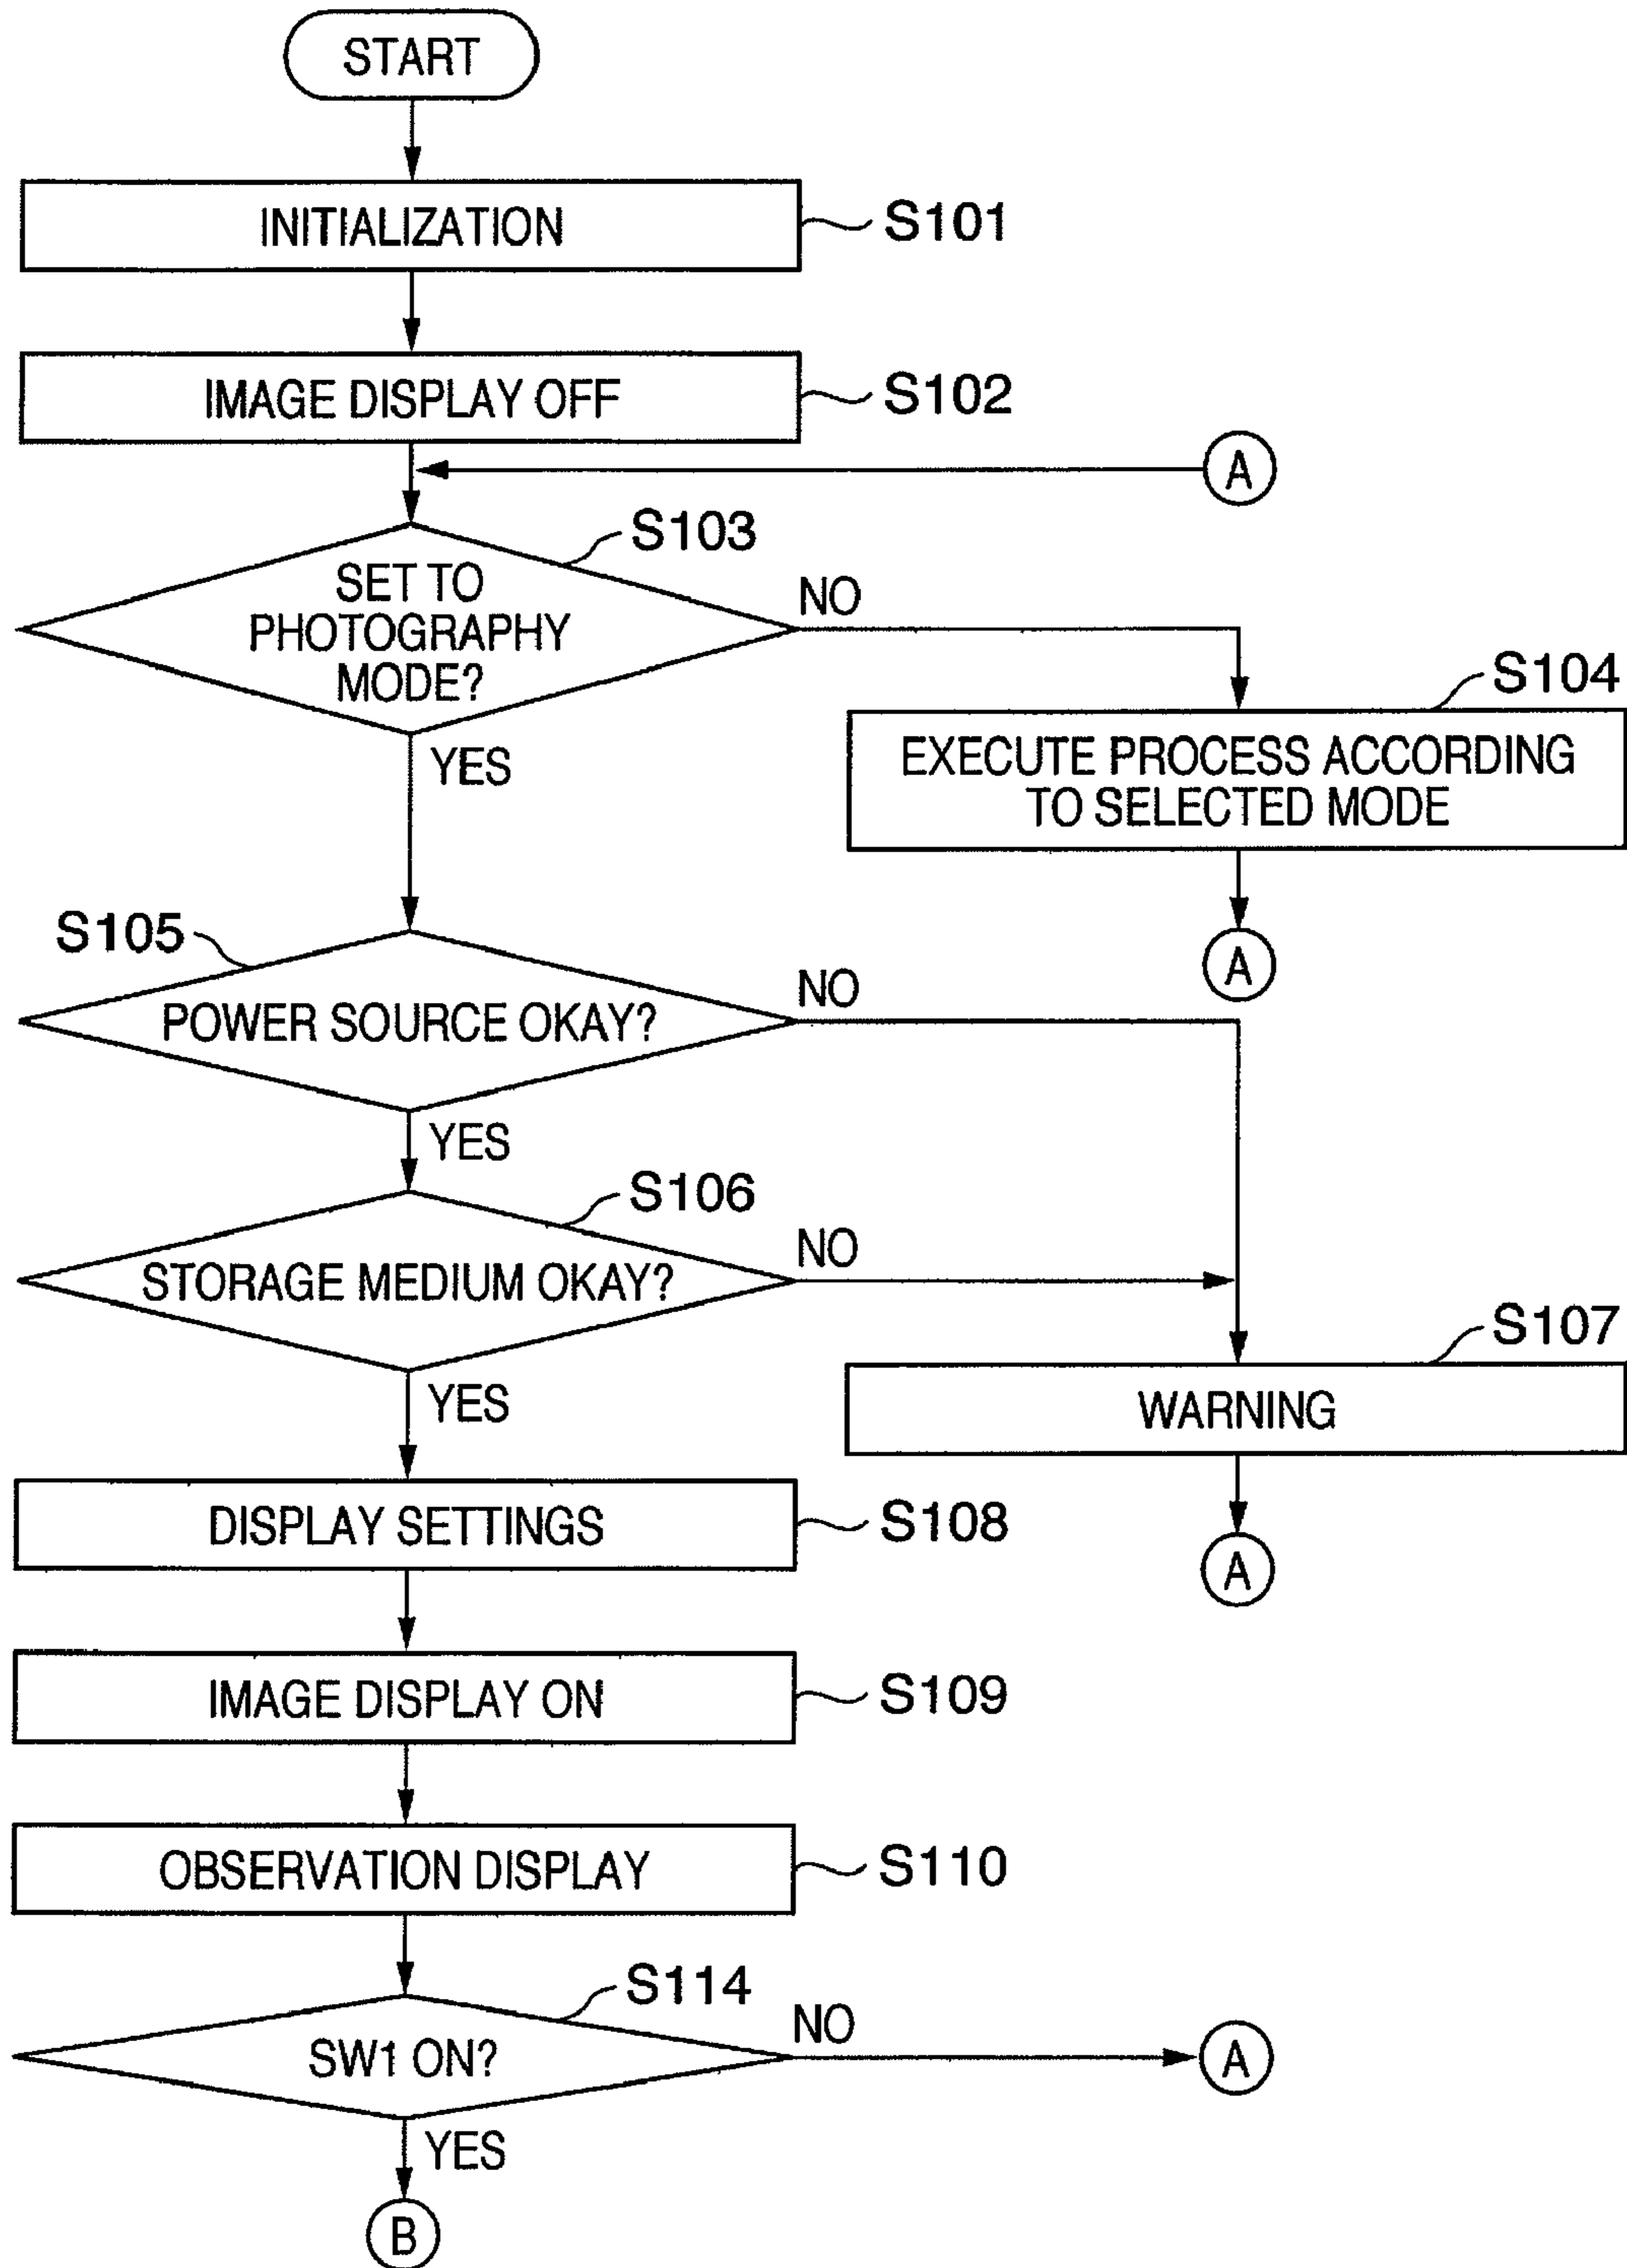 START
INITIALIZATION
S101
IMAGE DISPLAY OFF
S102
A
S103
SET TO
PHOTOGRAPHY
MODE?
NO
YES
S104
EXECUTE PROCESS ACCORDING
TO SELECTED MODE
A
S105
POWER SOURCE OKAY?
NO
YES
S106
STORAGE MEDIUM OKAY?
NO
YES
S107
WARNING
A
DISPLAY SETTINGS
S108
IMAGE DISPLAY ON
S109
OBSERVATION DISPLAY
S110
S114
SW1 ON?
NO
A
YES
B